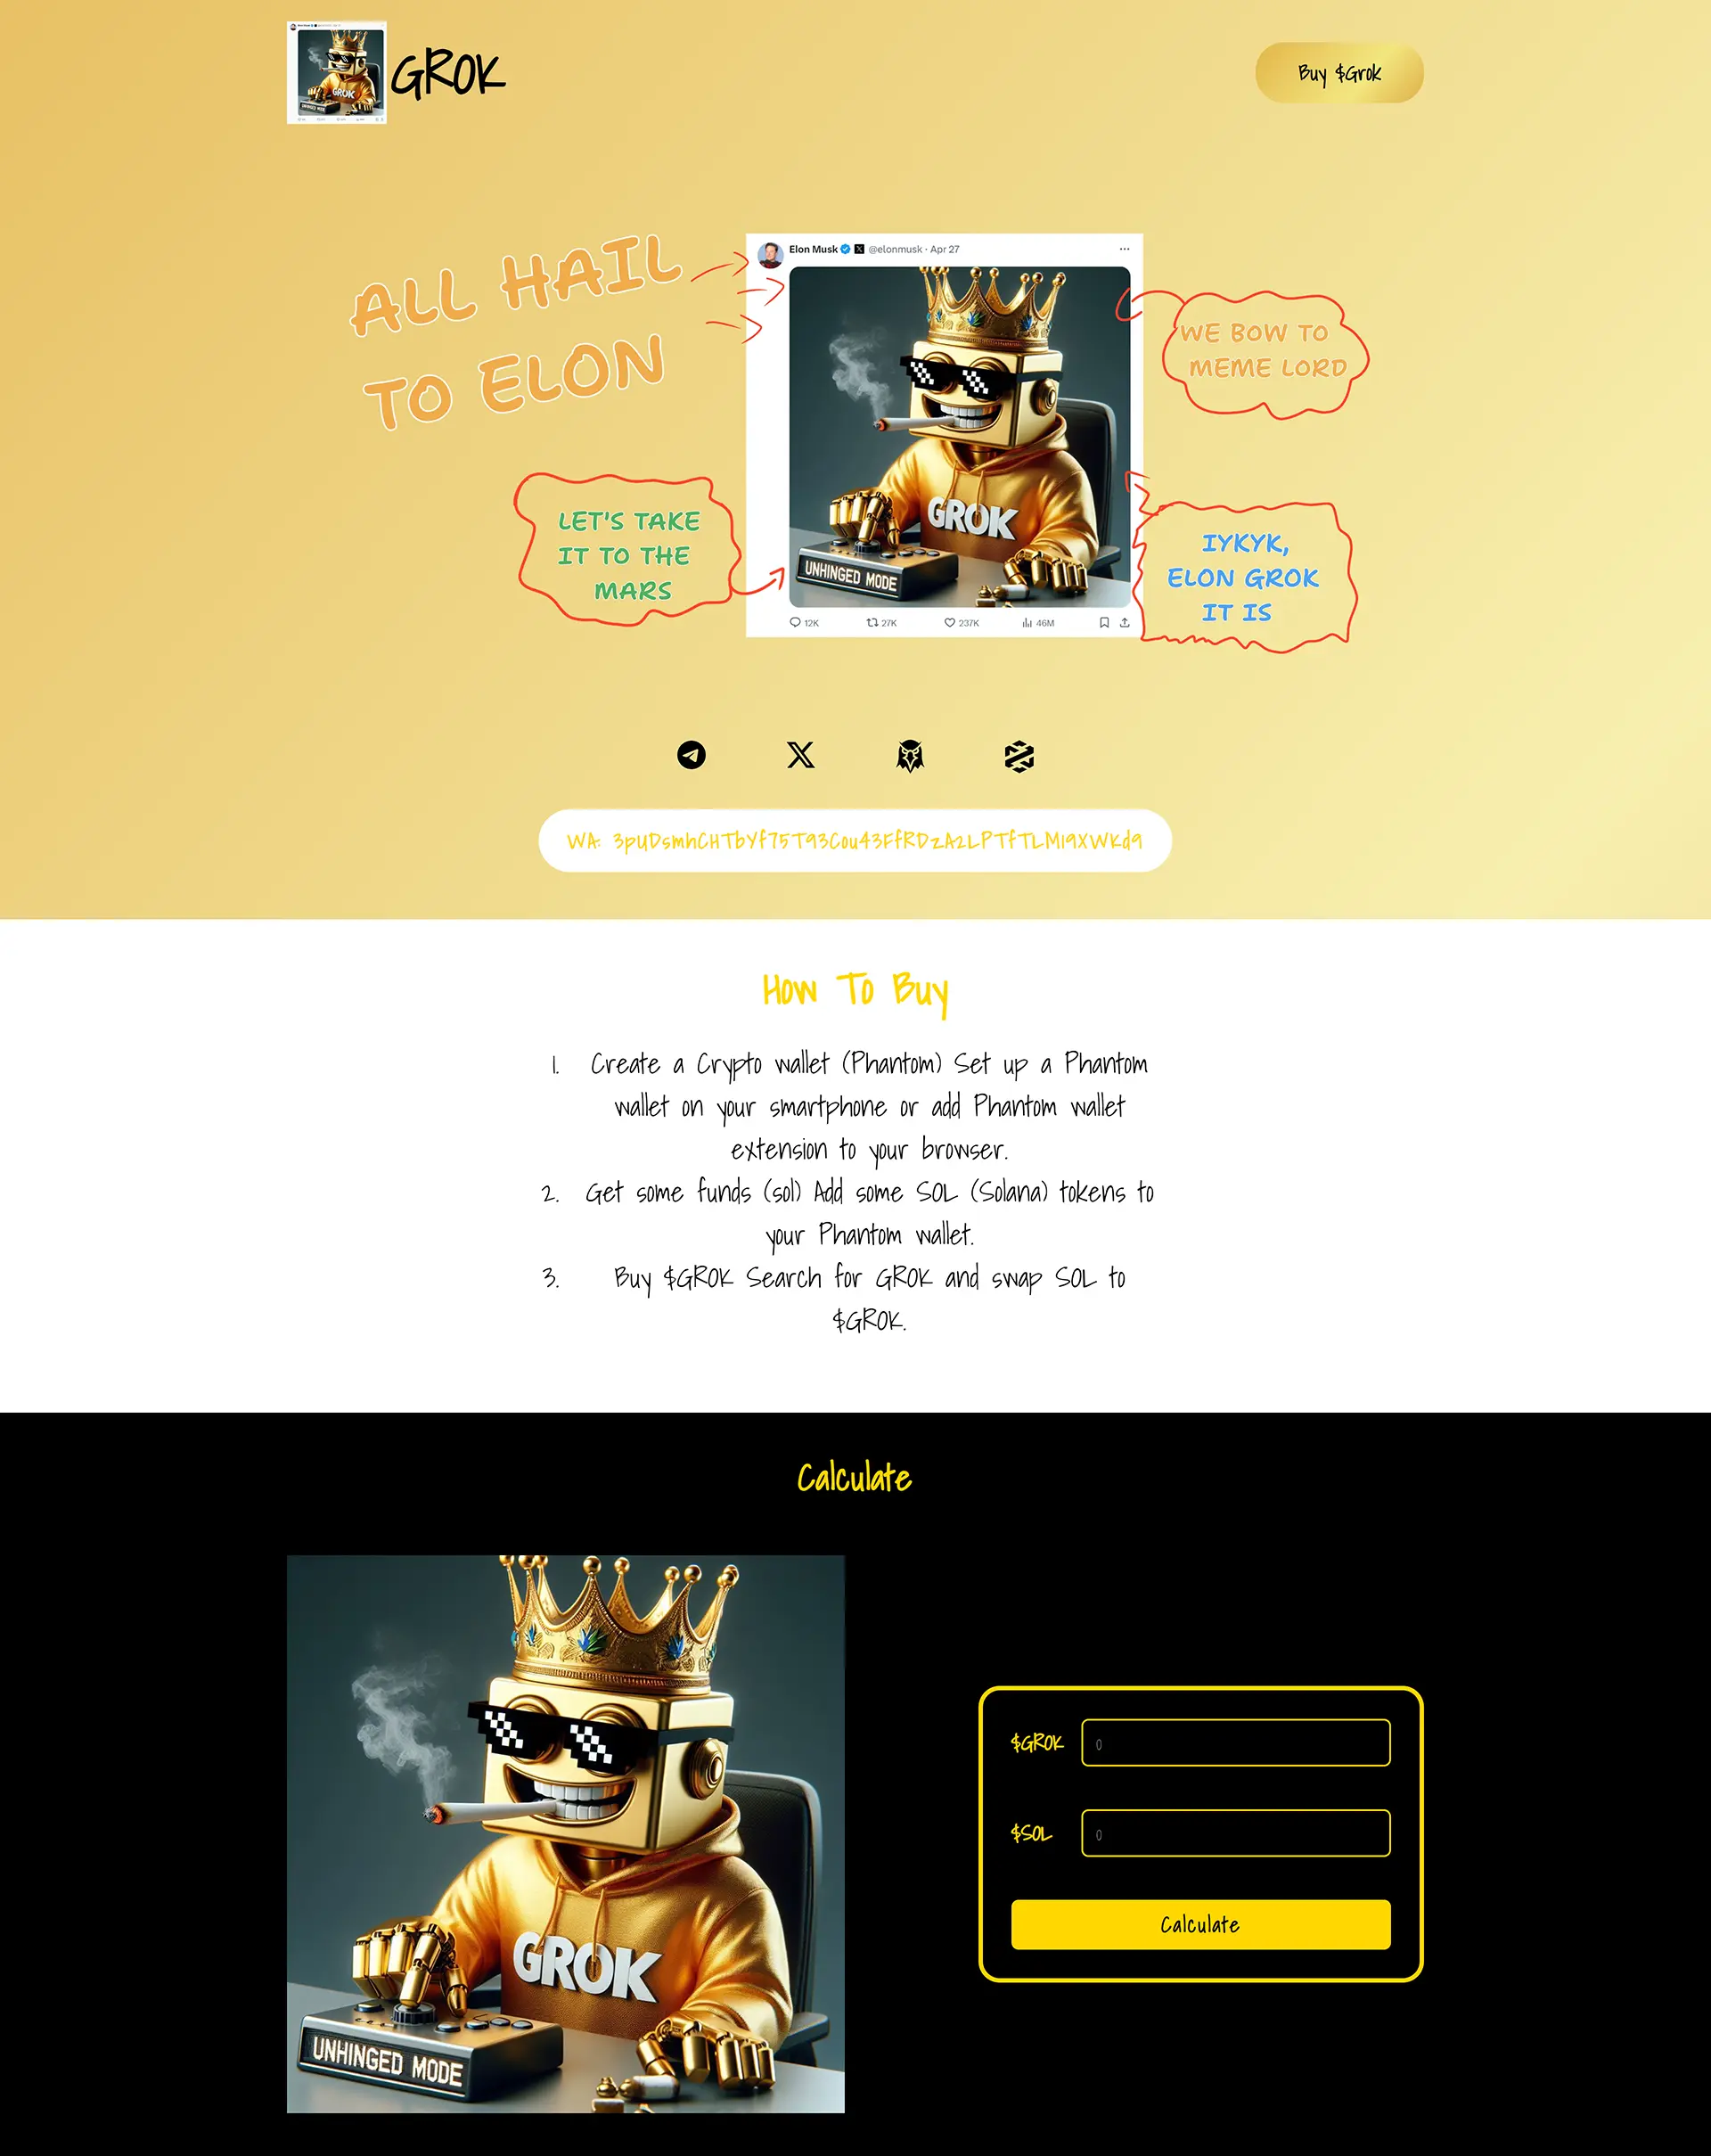 GROK
Buy $Grok
ALL HAIL
TO ELON
Elon Musk @elonmusk · Apr 27
GROK
UNHINGED MODE
12K 27K 237K 46M
WE BOW TO
MEME LORD
LET'S TAKE
IT TO THE
MARS
IYKYK,
ELON GROK
IT IS
WA: 3pUDsmhCHTbYf75T93Cou43FfRDzA2LPTfTLM19XWKd9
How To Buy
1. Create a Crypto wallet (Phantom) Set up a Phantom
wallet on your smartphone or add Phantom wallet
extension to your browser.
2. Get some funds (sol) Add some SOL (Solana) tokens to
your Phantom wallet.
3. Buy $GROK Search for GROK and swap SOL to
$GROK.
Calculate
GROK
UNHINGED MODE
$GROK 0
$SOL 0
Calculate